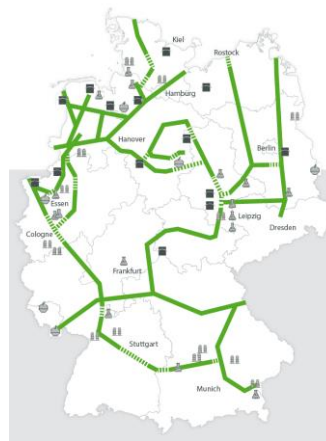 Kiel
Rostock
Hamburg
Hanover
Berlin
Essen
Leipzig
Cologne
Dresden
Frankfurt
Stuttgart
Munich